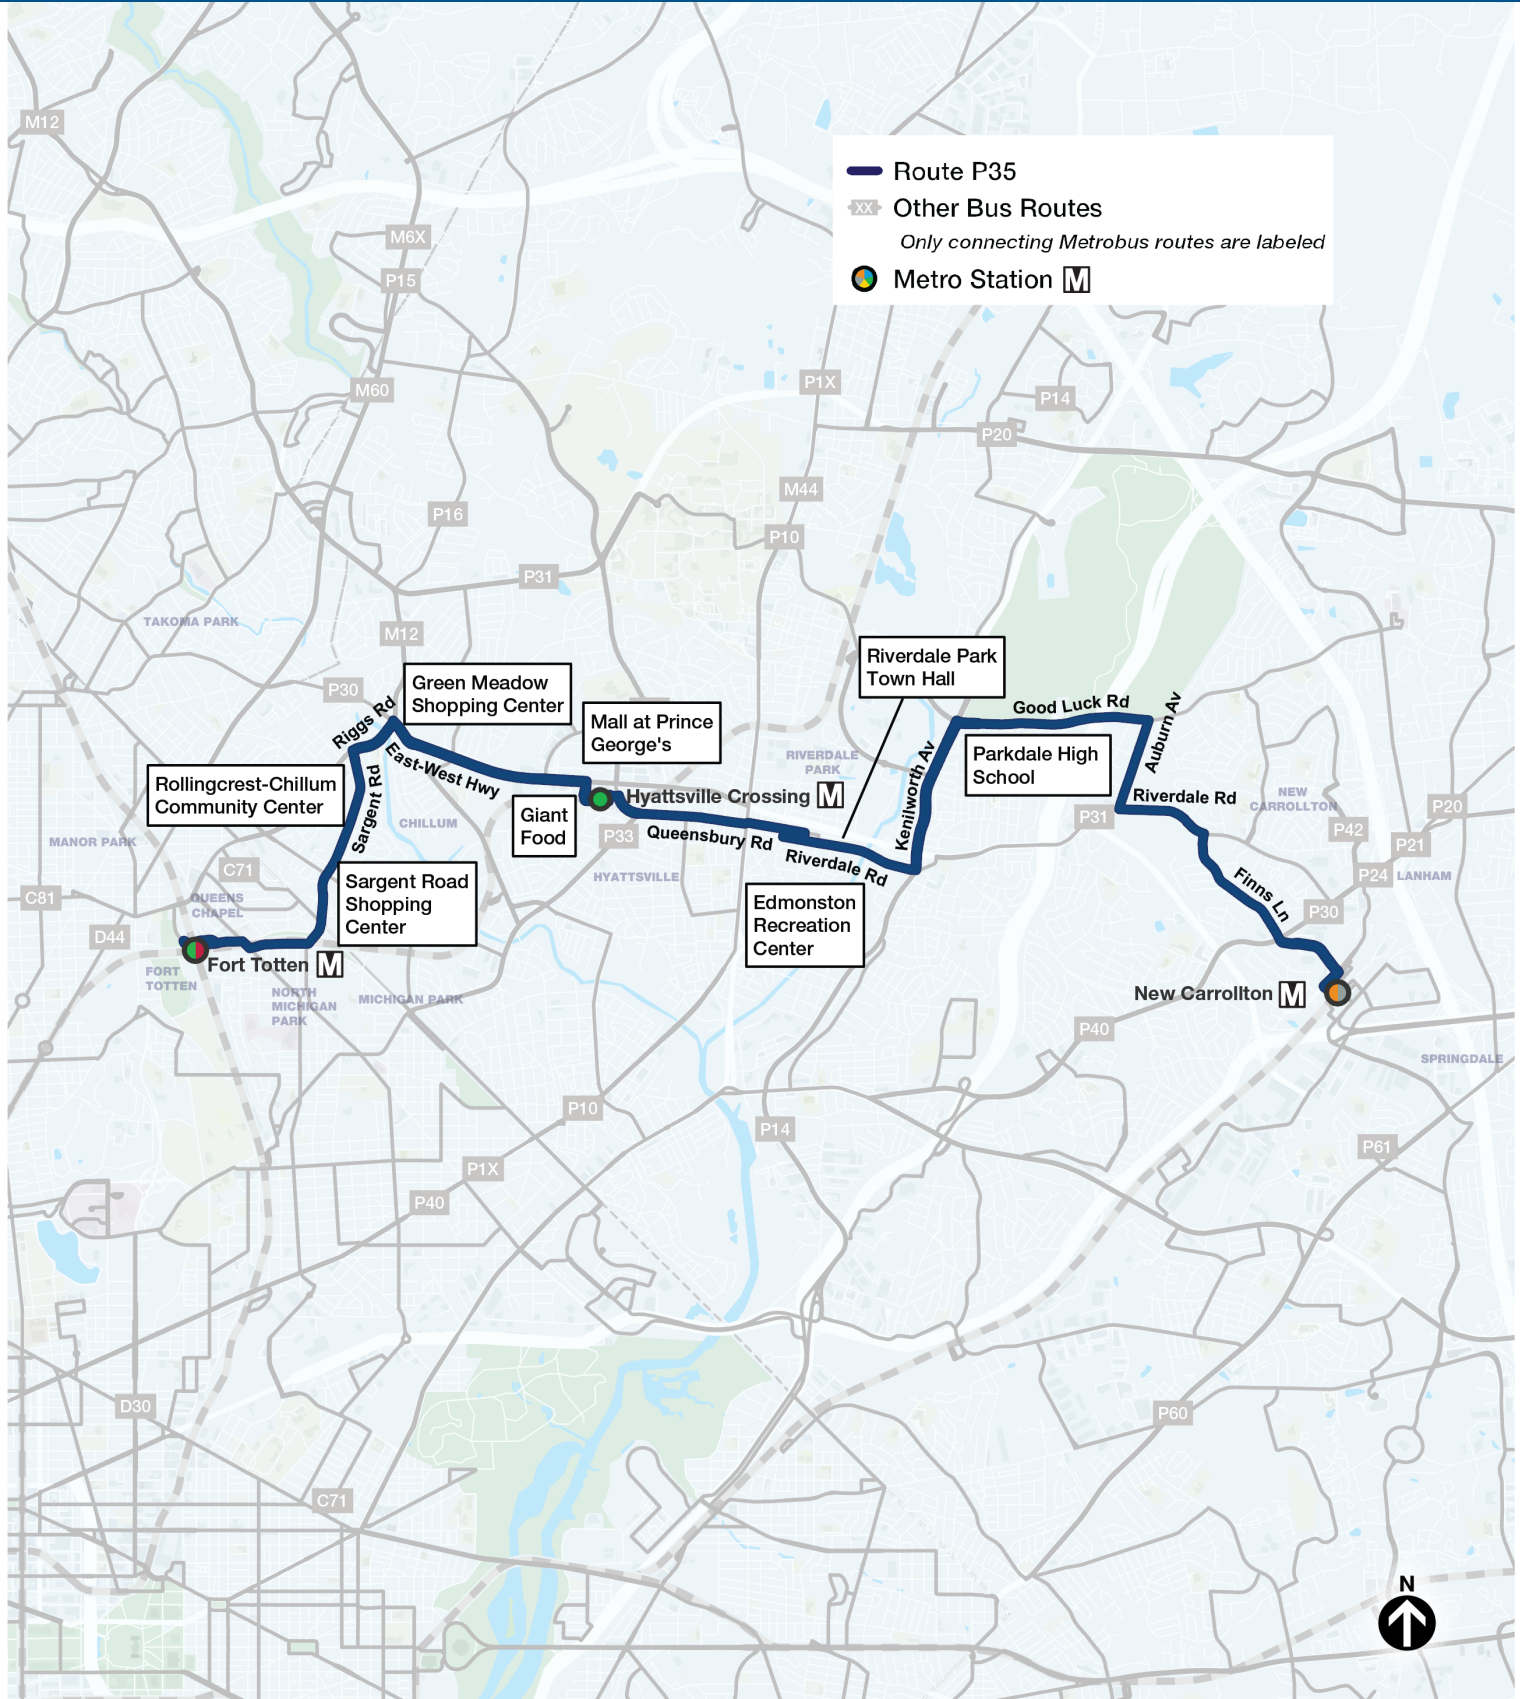 M12
Route P35
XX
Other Bus Routes
Only connecting Metrobus routes are labeled
Metro Station M
M6X
P15
M60
P1X
P14
P20
M44
P16
P10
P31
TAKOMA PARK
M12
P30
Riverdale Park
Town Hall
Green Meadow
Shopping Center
Mall at Prince
George's
Riggs Rd
East-West Hwy
Good Luck Rd
Auburn Av
Parkdale High
School
RIVERDALE
PARK
Kenilworth Av
Rollingcrest-Chillum
Community Center
Sargent Rd
Hyattsville Crossing M
Riverdale Rd
NEW
CARROLLTON
P20
P31
Giant
Food
CHILLUM
P33
Queensbury Rd
Riverdale Rd
P42
P21
MANOR PARK
C71
HYATTSVILLE
P24
LANHAM
C81
QUEENS
CHAPEL
Sargent Road
Shopping
Center
Edmonston
Recreation
Center
Finns Ln
P30
D44
Fort Totten M
FORT
TOTTEN
NORTH
MICHIGAN
PARK
MICHIGAN PARK
New Carrollton M
P40
SPRINGDALE
P10
P14
P61
P1X
P40
D30
P60
C71
N